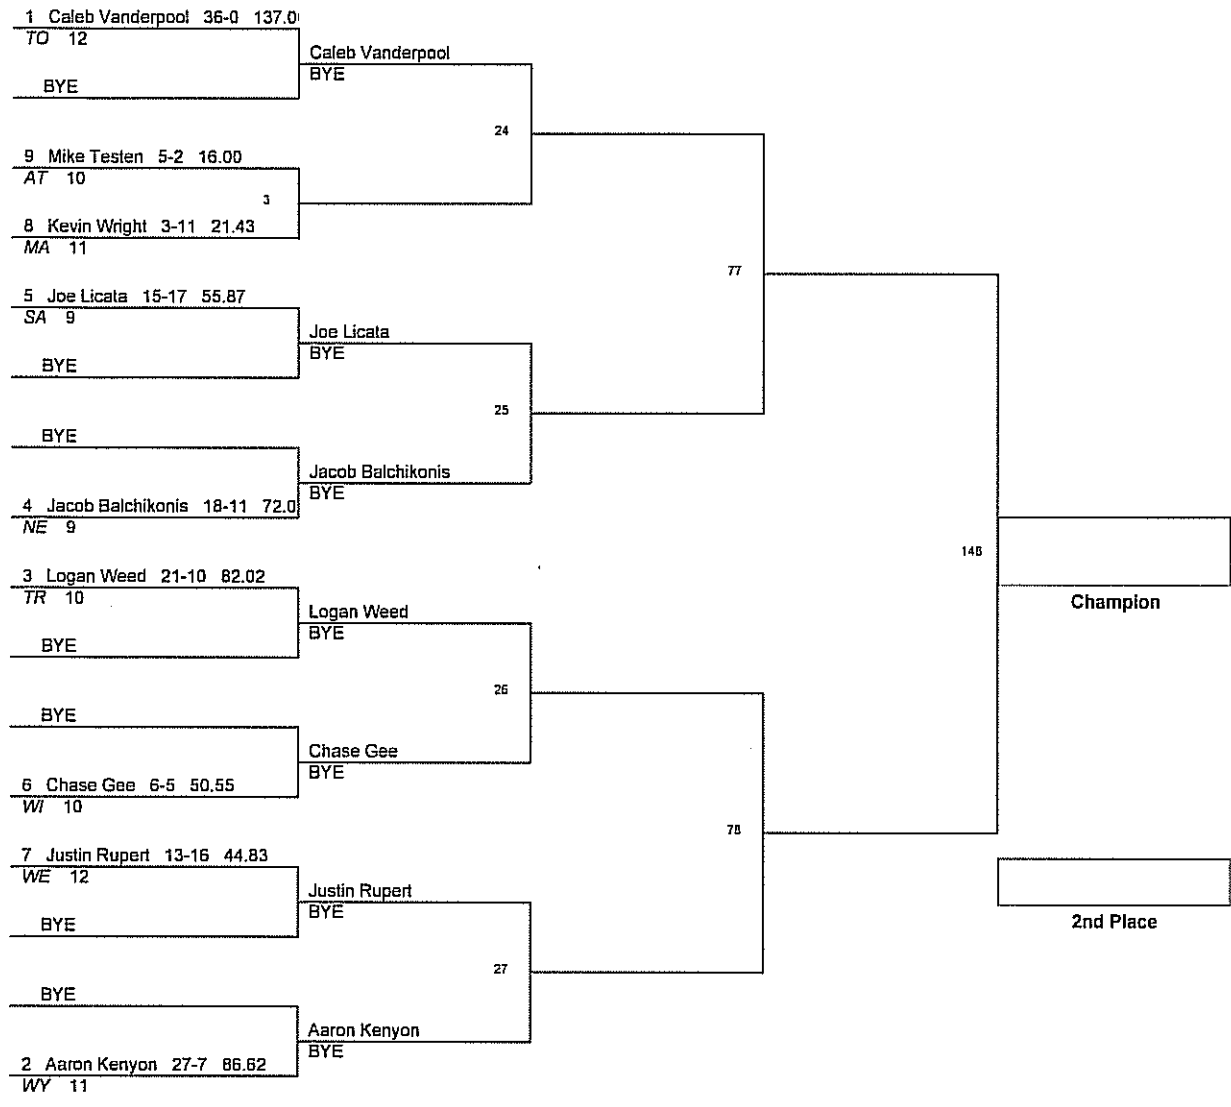 1 Caleb Vanderpool 36-0 137.0
TO 12
Caleb Vanderpool
BYE
BYE
24
9 Mike Testen 5-2 16.00
AT 10
3
8 Kevin Wright 3-11 21.43
MA 11
77
5 Joe Licata 15-17 55.87
SA 9
Joe Licata
BYE
BYE
25
BYE
Jacob Balchikonis
BYE
4 Jacob Balchikonis 18-11 72.0
NE 9
148
3 Logan Weed 21-10 82.02
TR 10
Champion
Logan Weed
BYE
BYE
26
BYE
Chase Gee
BYE
6 Chase Gee 6-5 50.55
WI 10
78
7 Justin Rupert 13-16 44.83
WE 12
Justin Rupert
BYE
BYE
2nd Place
27
BYE
Aaron Kenyon
BYE
2 Aaron Kenyon 27-7 86.62
WY 11